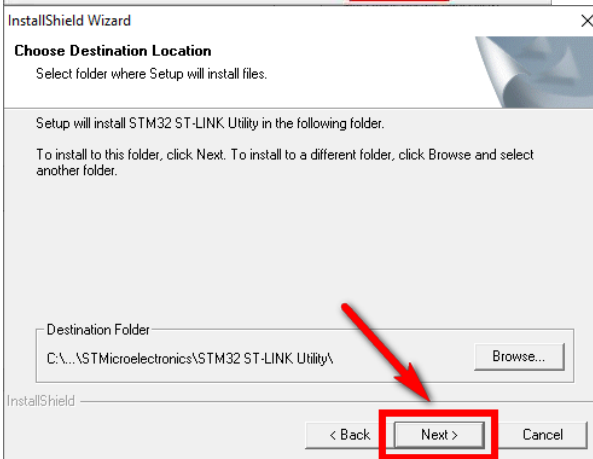 InstallShield Wizard
Choose Destination Location
Select folder where Setup will install files.
Setup will install STM32 ST-LINK Utility in the following folder.
To install to this folder, click Next. To install to a different folder, click Browse and select
another folder.
Destination Folder
C:\...\STMicroelectronics\STM32 ST-LINK Utility\
Browse...
InstallShield
< Back
Next >
Cancel